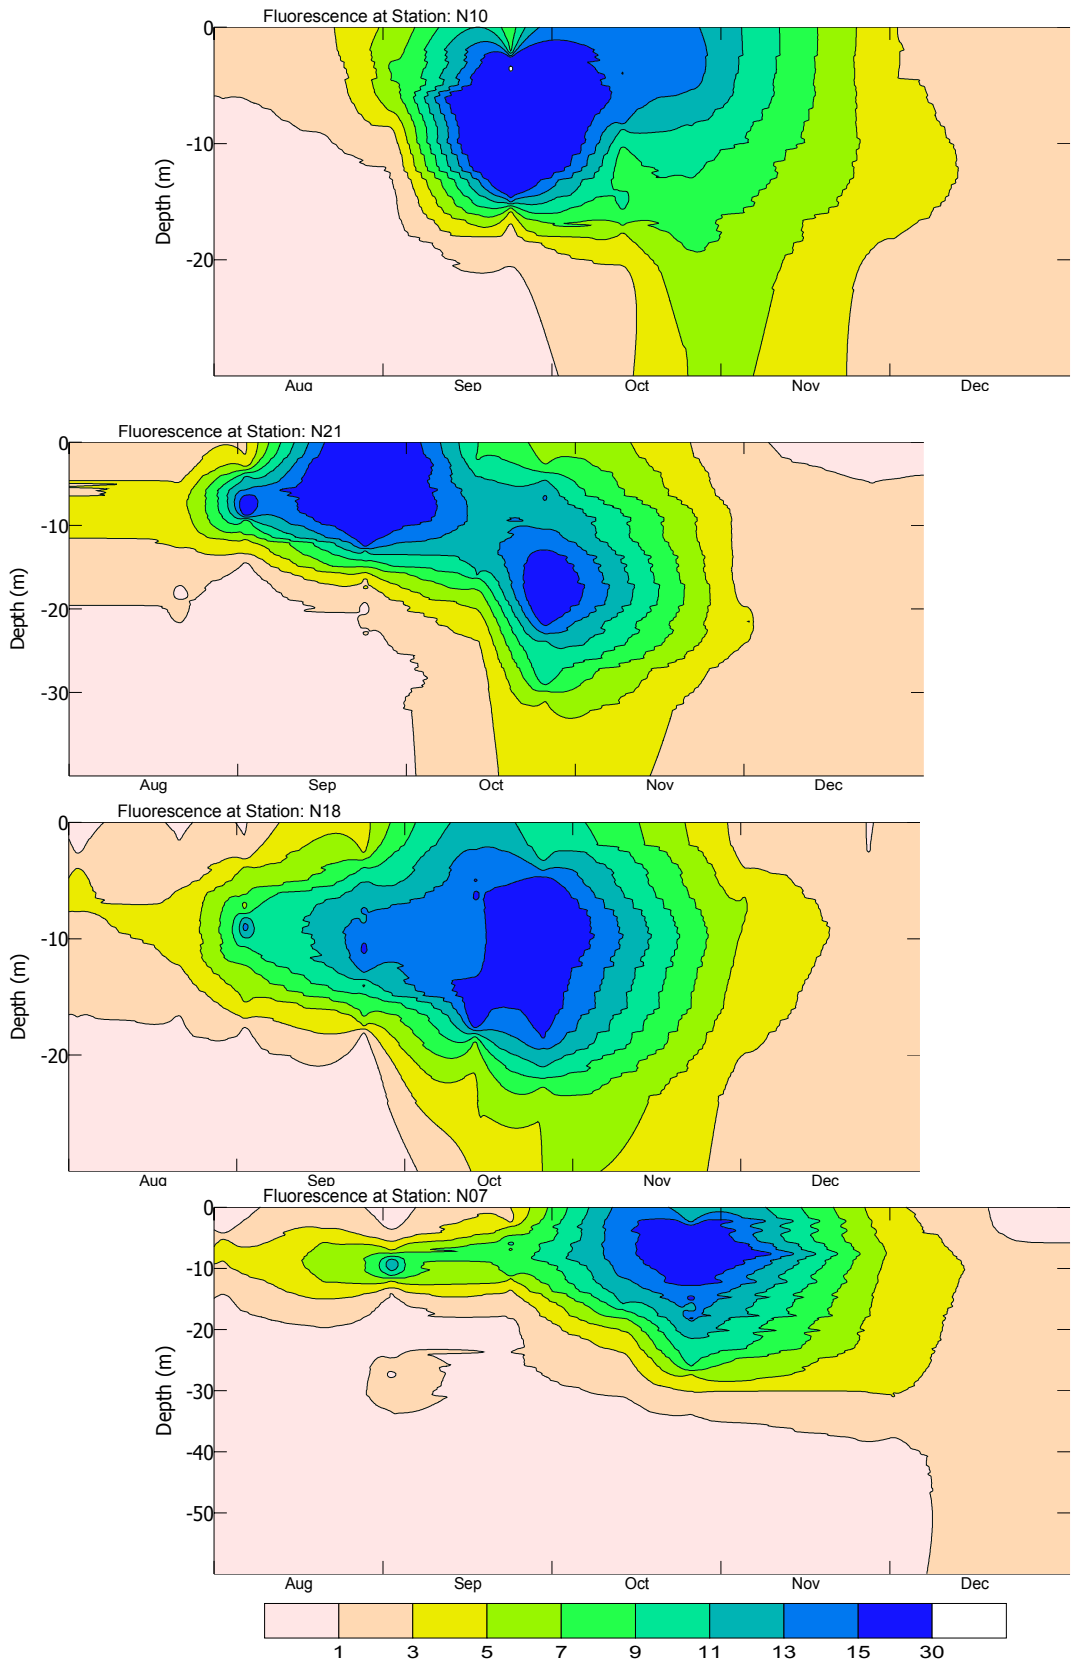 Fluorescence at Station: N10
0
-10
-20
Depth (m)
Aug Sep Oct Nov Dec
Fluorescence at Station: N21
0
-10
-20
-30
Depth (m)
Aug Sep Oct Nov Dec
Fluorescence at Station: N18
0
-10
-20
Depth (m)
Aug Sep Oct Nov Dec
Fluorescence at Station: N07
0
-10
-20
-30
-40
-50
Depth (m)
Aug Sep Oct Nov Dec
1 3 5 7 9 11 13 15 30